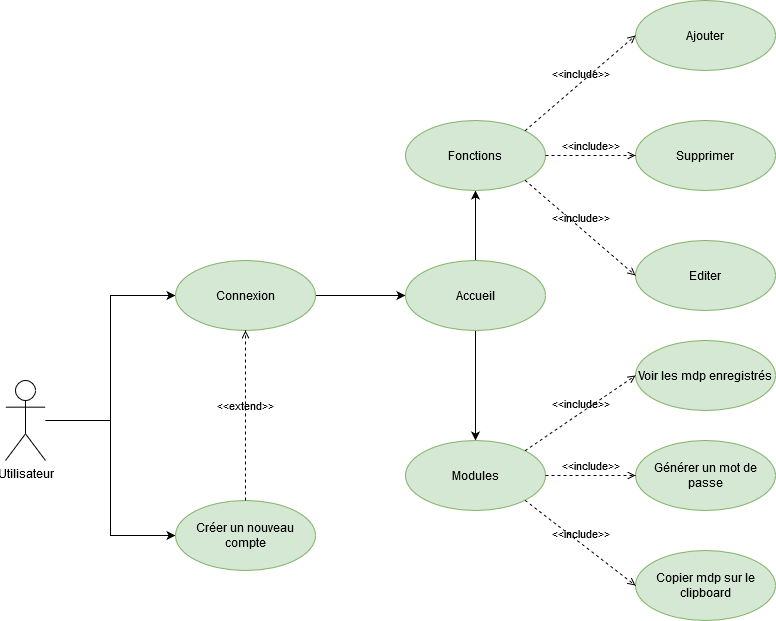 Ajouter
<<include>>
Fonctions
<<include>>
Supprimer
<<include>>
Editer
Connexion
Accueil
<<extend>>
Utilisateur
Créer un nouveau
compte
Modules
<<include>>
Voir les mdp enregistrés
<<include>>
Générer un mot de
passe
<<include>>
Copier mdp sur le
clipboard